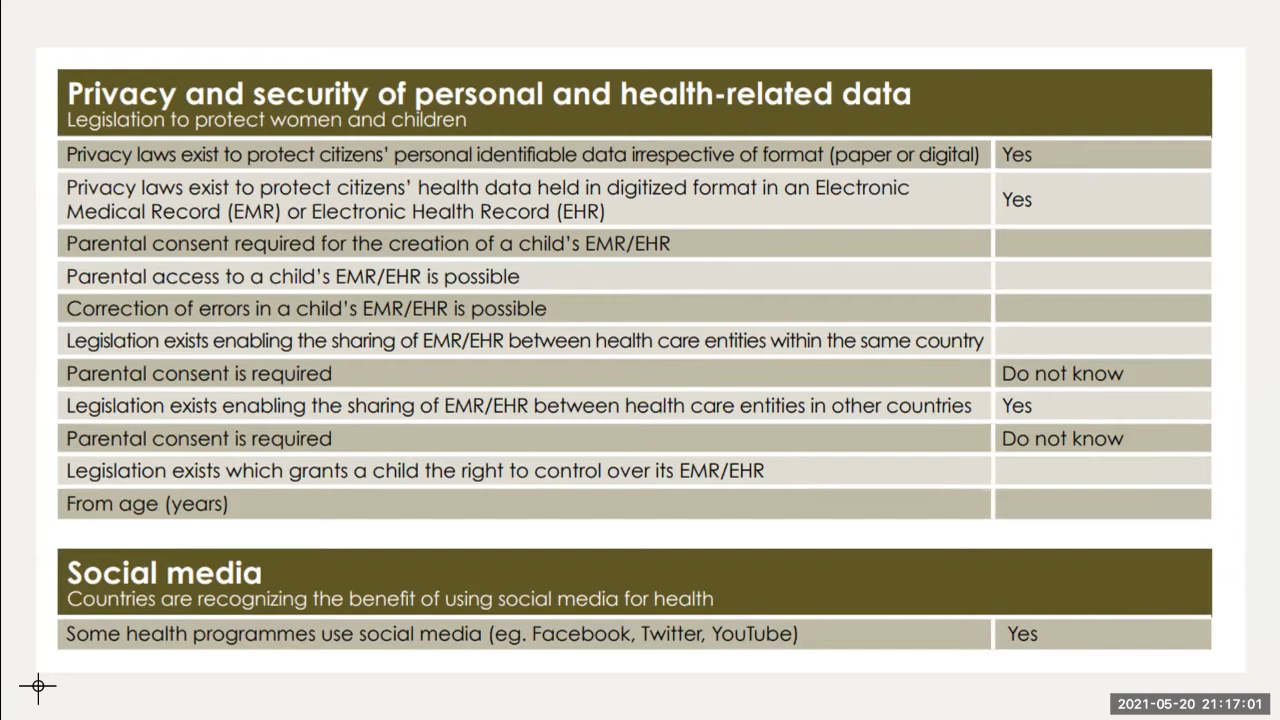 Privacy and security of personal and health-related data
Legislation to protect women and children
Privacy laws exist to protect citizens’ personal identifiable data irrespective of format (paper or digital) Yes
Privacy laws exist to protect citizens’ health data held in digitized format in an Electronic
Medical Record (EMR) or Electronic Health Record (EHR) Yes
Parental consent required for the creation of a child’s EMR/EHR
Parental access to a child’s EMR/EHR is possible
Correction of errors in a child’s EMR/EHR is possible
Legislation exists enabling the sharing of EMR/EHR between health care entities within the same country
Parental consent is required Do not know
Legislation exists enabling the sharing of EMR/EHR between health care entities in other countries Yes
Parental consent is required Do not know
Legislation exists which grants a child the right to control over its EMR/EHR
From age (years)
Social media
Countries are recognizing the benefit of using social media for health
Some health programmes use social media (eg. Facebook, Twitter, YouTube) Yes
2021-05-20 21:17:01